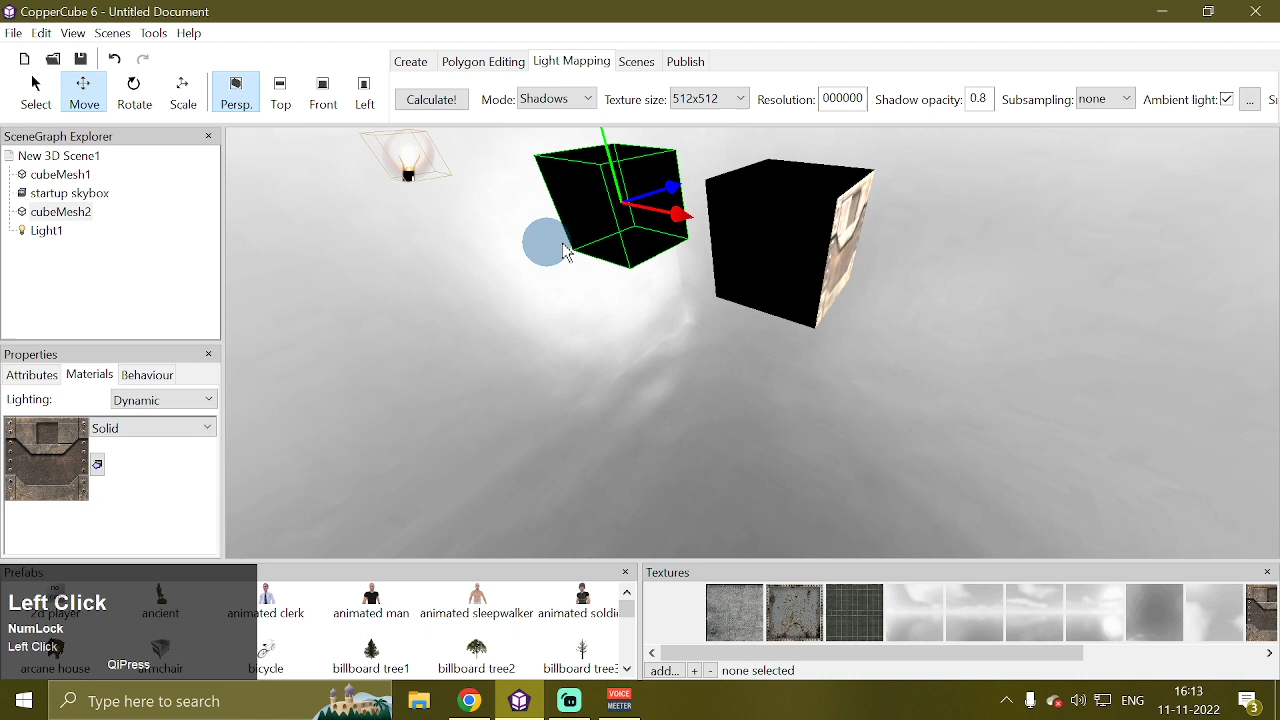 CopperCube 6 - Untitled Document
File Edit View Scenes Tools Help
Create Polygon Editing Light Mapping Scenes Publish
Select Move Rotate Scale Persp. Top Front Left
Calculate! Mode: Shadows Texture size: 512x512 Resolution: 000000 Shadow opacity: 0.8 Subsampling: none Ambient light: ...
SceneGraph Explorer
New 3D Scene1
cubeMesh1
startup skybox
cubeMesh2
Light1
Properties
Attributes Materials Behaviour
Lighting: Dynamic
Solid
Prefabs
2d player ancient animated clerk animated man animated sleepwalker animated soldi
arcane house armchair bicycle billboard tree1 billboard tree2 billboard tree3
Left Click
NumLock
Left Click
QiPress
Textures
add... + - none selected
Type here to search
VOICE
MEETER
ENG
16:13
11-11-2022
3